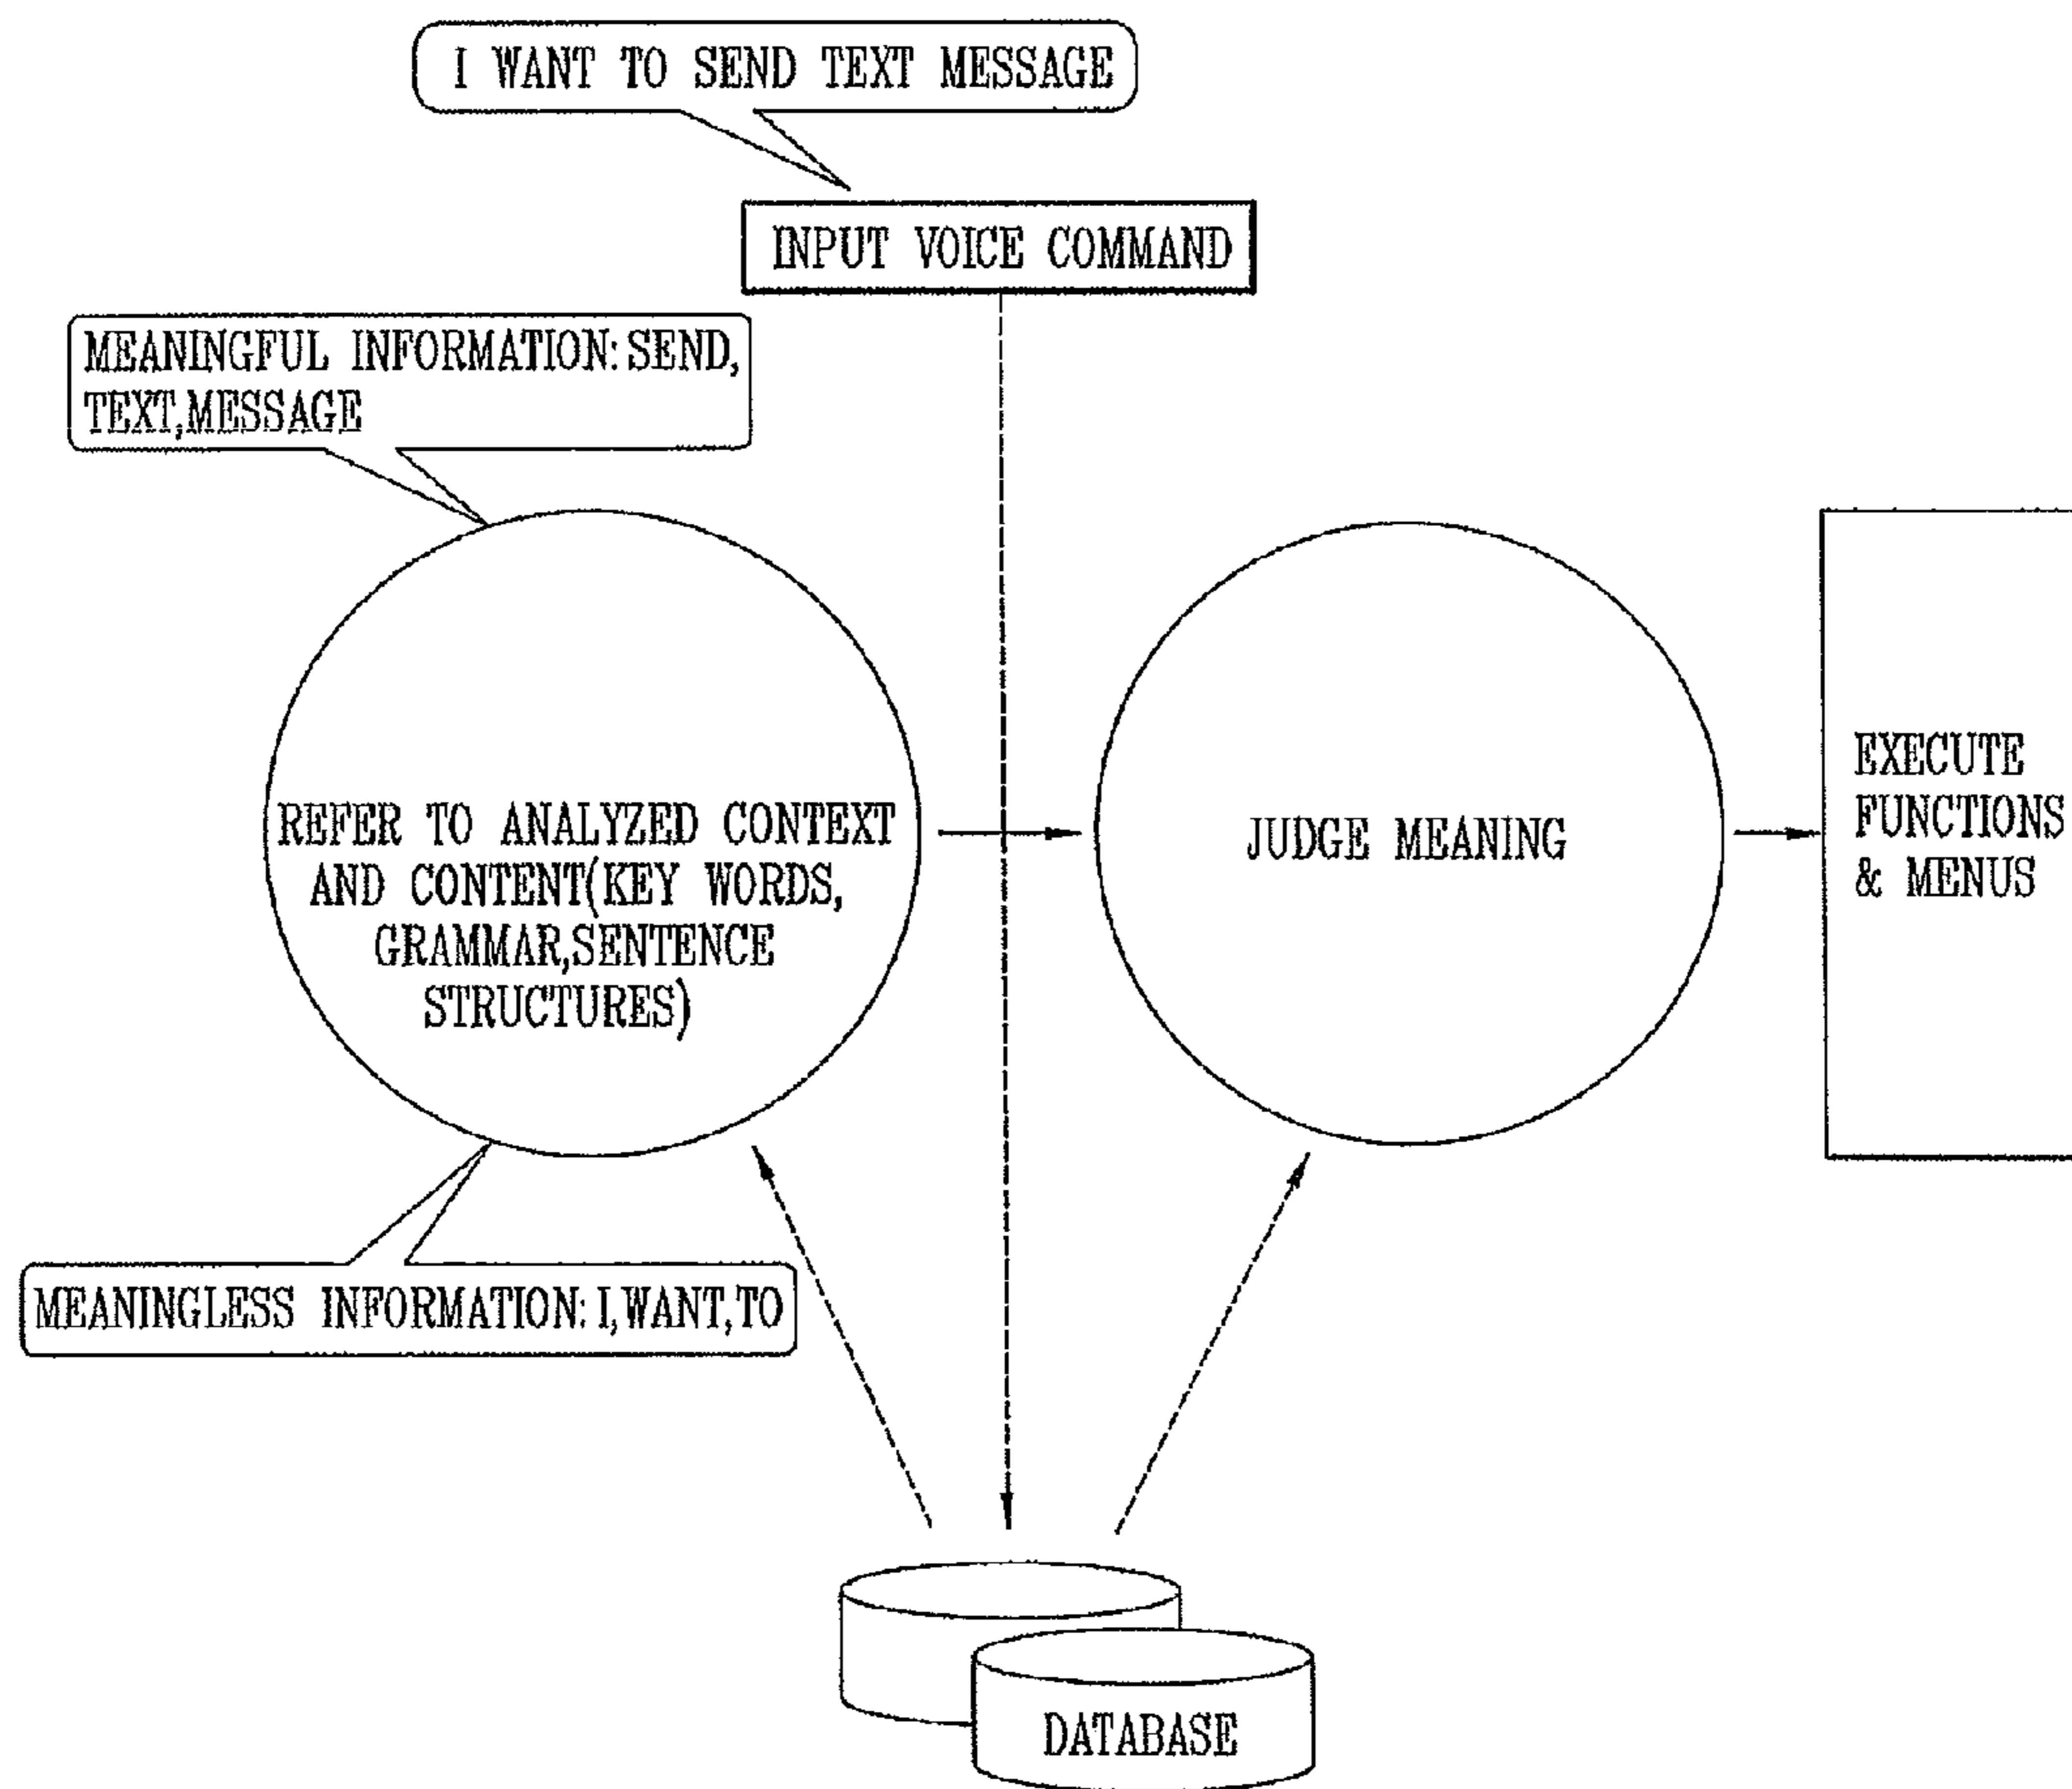 I WANT TO SEND TEXT MESSAGE
INPUT VOICE COMMAND
MEANINGFUL INFORMATION: SEND,
TEXT,MESSAGE
REFER TO ANALYZED CONTEXT
AND CONTENT(KEY WORDS,
GRAMMAR,SENTENCE
STRUCTURES)
JUDGE MEANING
EXECUTE
FUNCTIONS
& MENUS
MEANINGLESS INFORMATION: I,WANT,TO
DATABASE